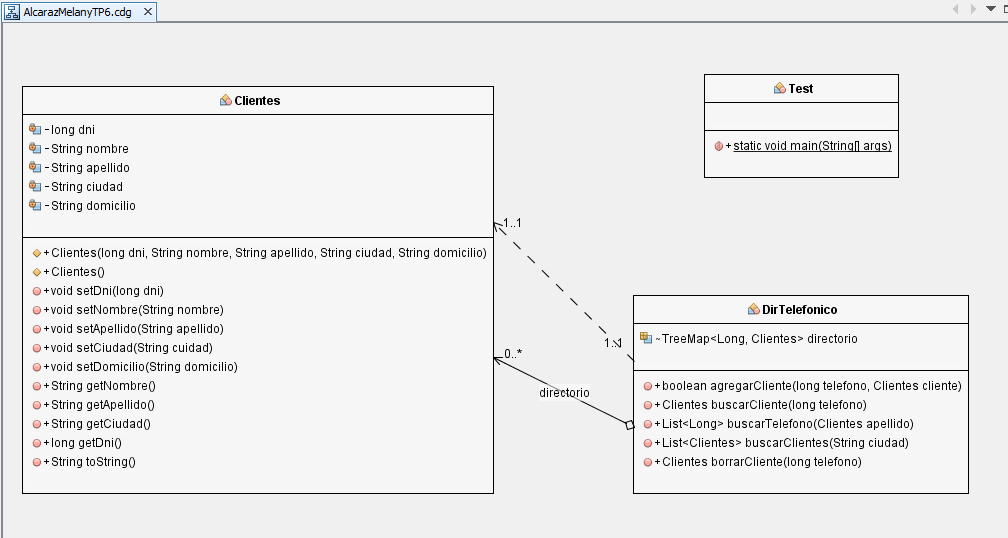 AlcarazMelanyTP6.cdg
Clientes
-long dni
-String nombre
-String apellido
-String ciudad
-String domicilio
+Clientes(long dni, String nombre, String apellido, String ciudad, String domicilio)
+Clientes()
+void setDni(long dni)
+void setNombre(String nombre)
+void setApellido(String apellido)
+void setCiudad(String cuidad)
+void setDomicilio(String domicilio)
+String getNombre()
+String getApellido()
+String getCiudad()
+long getDni()
+String toString()
Test
+static void main(String[] args)
1..1
1..1
0..*
directorio
DirTelefonico
~TreeMap<Long, Clientes> directorio
+boolean agregarCliente(long telefono, Clientes cliente)
+Clientes buscarCliente(long telefono)
+List<Long> buscarTelefono(Clientes apellido)
+List<Clientes> buscarClientes(String ciudad)
+Clientes borrarCliente(long telefono)